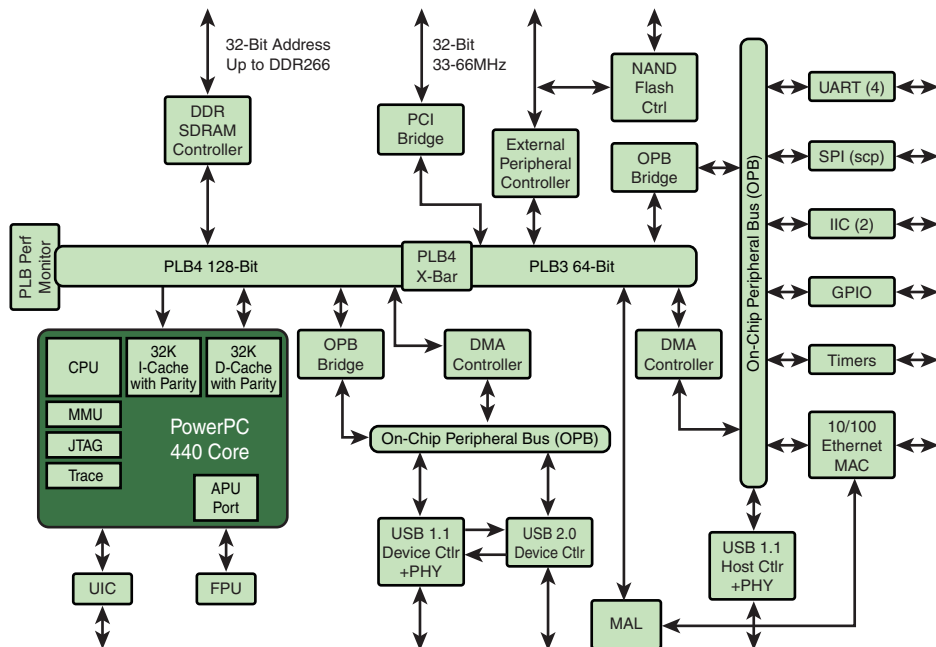 32-Bit Address
Up to DDR266
32-Bit
33-66MHz
NAND
Flash
Ctrl
UART (4)
DDR
SDRAM
Controller
PCI
Bridge
External
Peripheral
Controller
OPB
Bridge
SPI (scp)
On-Chip Peripheral Bus (OPB)
IIC (2)
PLB Perf
Monitor
PLB4 128-Bit
PLB4
X-Bar
PLB3 64-Bit
GPIO
CPU
32K
I-Cache
with Parity
32K
D-Cache
with Parity
OPB
Bridge
DMA
Controller
DMA
Controller
Timers
MMU
JTAG
Trace
PowerPC
440 Core
APU
Port
On-Chip Peripheral Bus (OPB)
10/100
Ethernet
MAC
USB 1.1
Device Ctlr
+PHY
USB 2.0
Device Ctlr
USB 1.1
Host Ctlr
+PHY
UIC
FPU
MAL